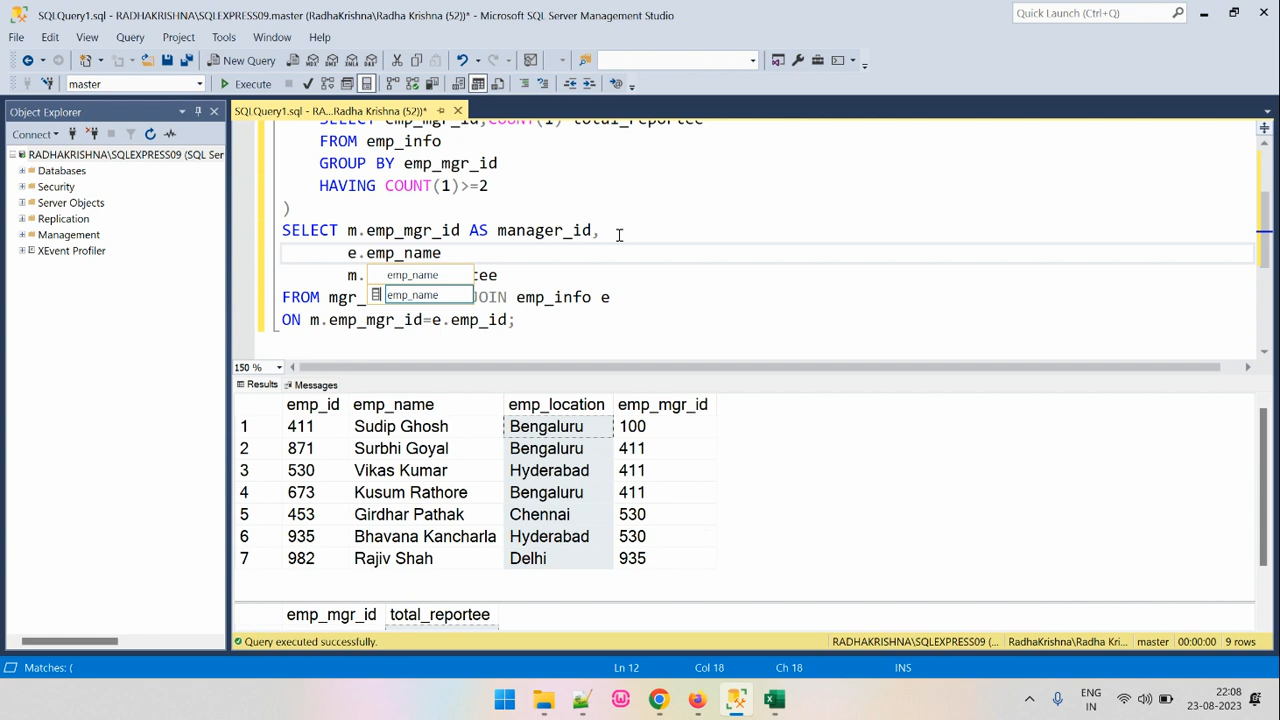 SQLQuery1.sql - RADHAKRISHNA\SQLEXPRESS09.master (RadhaKrishna\Radha Krishna (52))* - Microsoft SQL Server Management Studio
Quick Launch (Ctrl+Q)
File Edit View Query Project Tools Window Help
New Query
master
Execute
Object Explorer
SQLQuery1.sql - RA...Radha Krishna (52))*
Connect
RADHAKRISHNA\SQLEXPRESS09 (SQL Ser
Databases
Security
Server Objects
Replication
Management
XEvent Profiler
SELECT emp_mgr_id,COUNT(1) total_reportee
FROM emp_info
GROUP BY emp_mgr_id
HAVING COUNT(1)>=2
)
SELECT m.emp_mgr_id AS manager_id,
e.emp_name
m. tee
emp_name
emp_name
FROM mgr_ JOIN emp_info e
ON m.emp_mgr_id=e.emp_id;
150 %
Results Messages
emp_id emp_name emp_location emp_mgr_id
1 411 Sudip Ghosh Bengaluru 100
2 871 Surbhi Goyal Bengaluru 411
3 530 Vikas Kumar Hyderabad 411
4 673 Kusum Rathore Bengaluru 411
5 453 Girdhar Pathak Chennai 530
6 935 Bhavana Kancharla Hyderabad 530
7 982 Rajiv Shah Delhi 935
emp_mgr_id total_reportee
Query executed successfully. RADHAKRISHNA\SQLEXPRESS09 (... RadhaKrishna\Radha Kri... master 00:00:00 9 rows
Matches: ( Ln 12 Col 18 Ch 18 INS
ENG
IN
22:08
23-08-2023